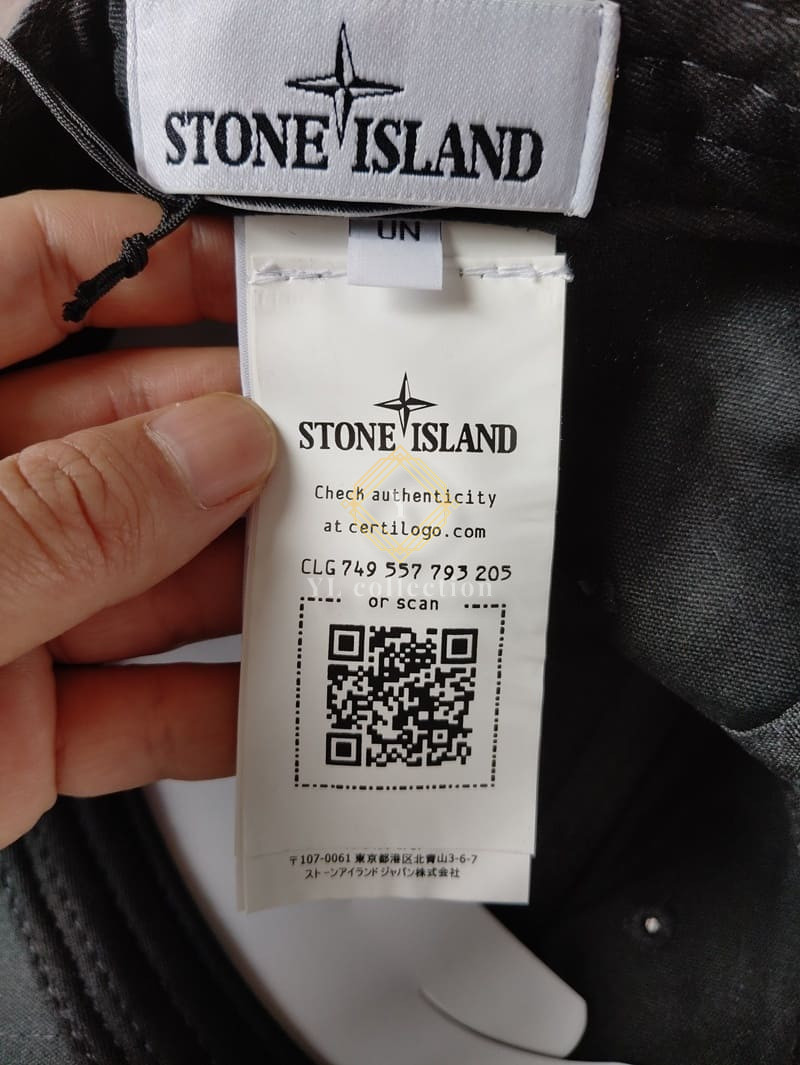 STONE ISLAND
UN
STONE ISLAND
Check authenticity
at certilogo.com
CLG 749 557 793 205
YL collection
or scan
〒107-0061 東京都港区北青山3-6-7
ストーンアイランド ジャパン株式会社